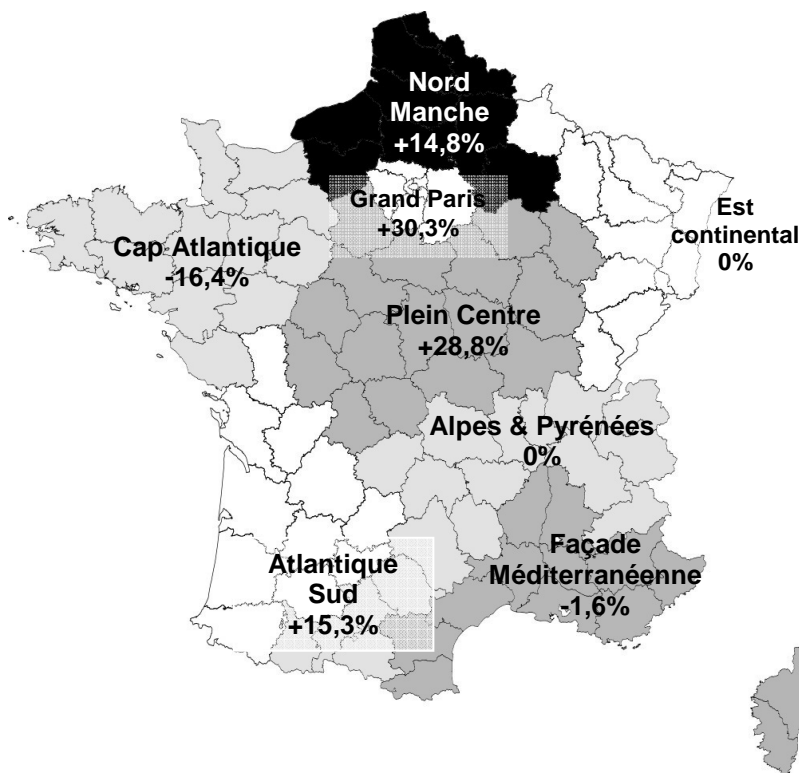 Nord
Manche
+14,8%
Grand Paris
+30,3%
Est
continental
0%
Cap Atlantique
-16,4%
Plein Centre
+28,8%
Alpes & Pyrénées
0%
Façade
Méditerranéenne
-1,6%
Atlantique
Sud
+15,3%